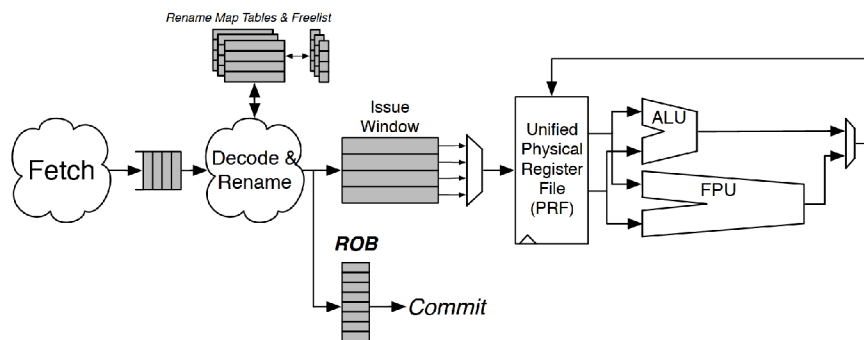 Rename Map Tables & Freelist
Fetch
Decode &
Rename
Issue
Window
Unified
Physical
Register
File
(PRF)
ALU
FPU
ROB
Commit